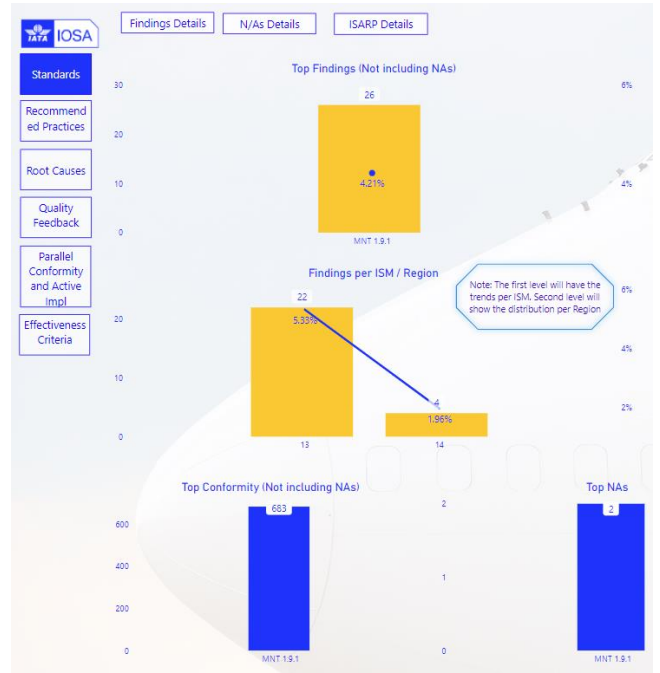 Findings Details
N/As Details
ISARP Details
IATA IOSA
Standards
Recommend
ed Practices
Root Causes
Quality
Feedback
Parallel
Conformity
and Active
Impl
Effectiveness
Criteria
Top Findings (Not including NAs)
30
20
10
0
26
4.21%
6%
4%
MNT 1.9.1
Findings per ISM / Region
Note: The first level will have the
trends per ISM. Second level will
show the distribution per Region
20
10
0
22
5.33%
4
1.96%
6%
4%
2%
13
14
Top Conformity (Not including NAs)
600
400
200
0
683
MNT 1.9.1
Top NAs
2
1
0
2
MNT 1.9.1